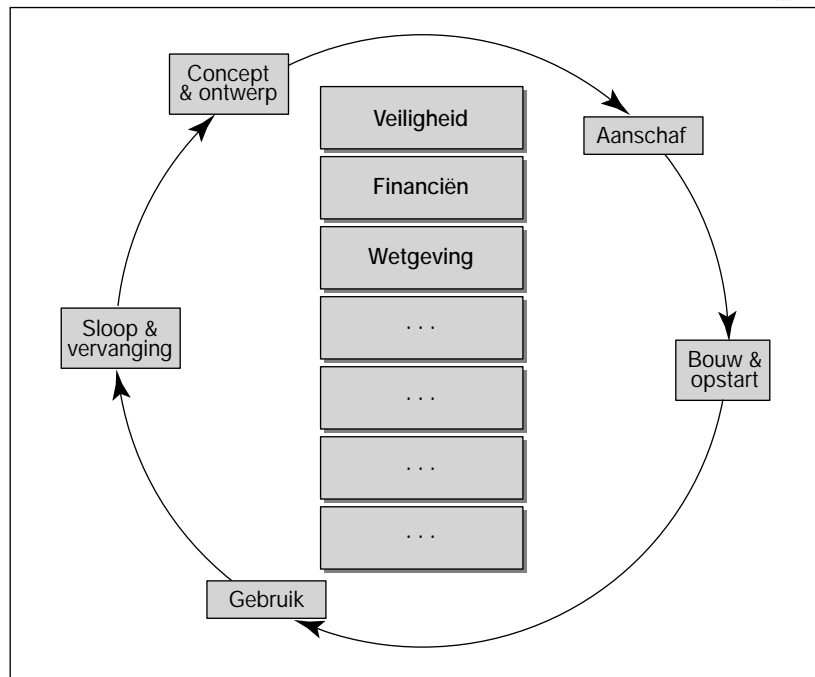 Concept
& ontwerp
Aanschaf
Bouw &
opstart
Gebruik
Sloop &
vervanging
Veiligheid
Financiën
Wetgeving
. . .
. . .
. . .
. . .